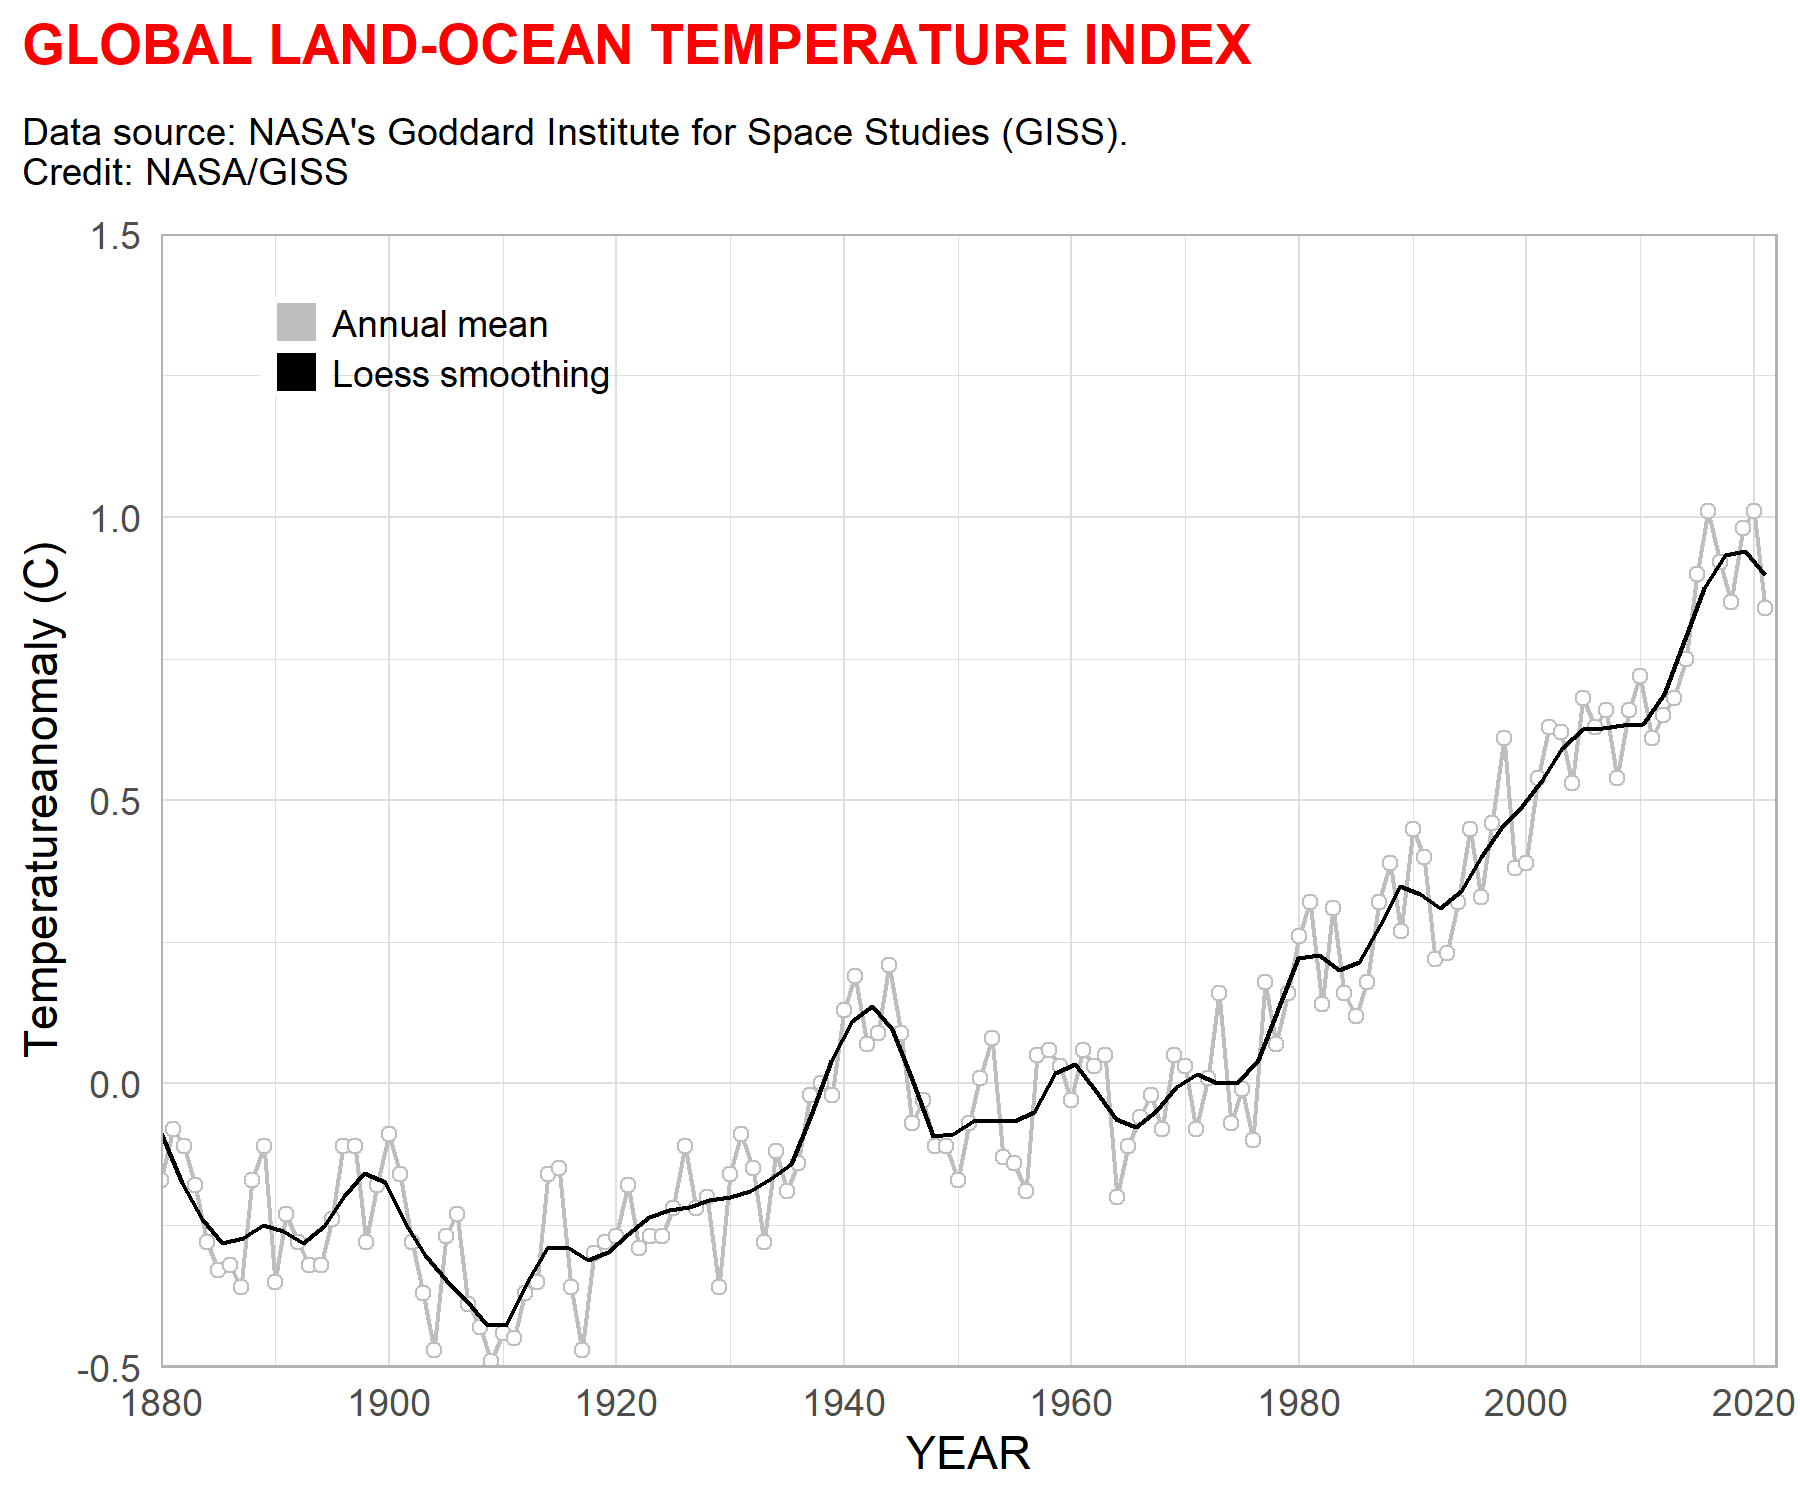 GLOBAL LAND-OCEAN TEMPERATURE INDEX
Data source: NASA's Goddard Institute for Space Studies (GISS).
Credit: NASA/GISS
1.5
Annual mean
Loess smoothing
1.0
0.5
0.0
-0.5
Temperatureanomaly (C)
1880 1900 1920 1940 1960 1980 2000 2020
YEAR